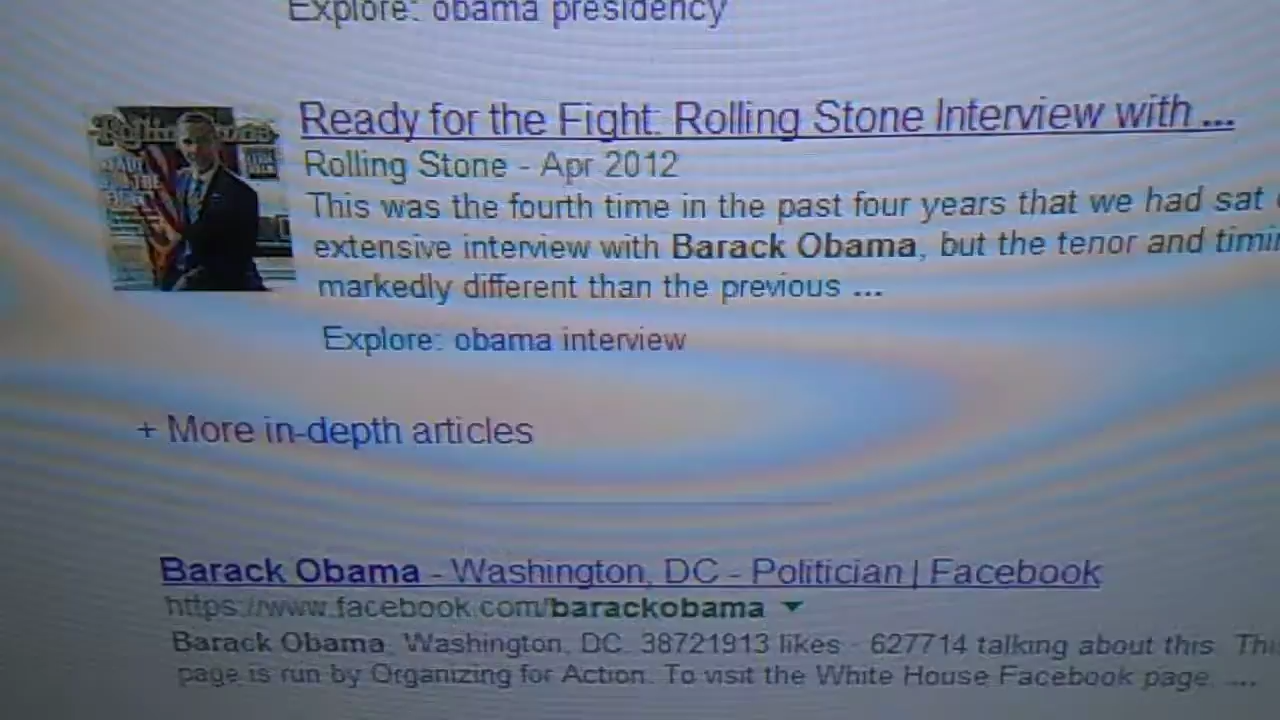 Explore: obama presidency
Ready for the Fight: Rolling Stone Interview with ...
Rolling Stone - Apr 2012
This was the fourth time in the past four years that we had sat
extensive interview with Barack Obama, but the tenor and
markedly different than the previous ...
Explore: obama interview
+ More in-depth articles
Barack Obama - Washington, DC - Politician | Facebook
https://www.facebook.com/barackobama
Barack Obama, Washington, DC. 38721913 likes · 627714 talking about this.
page is run by Organizing for Action. To visit the White House Facebook page, ...